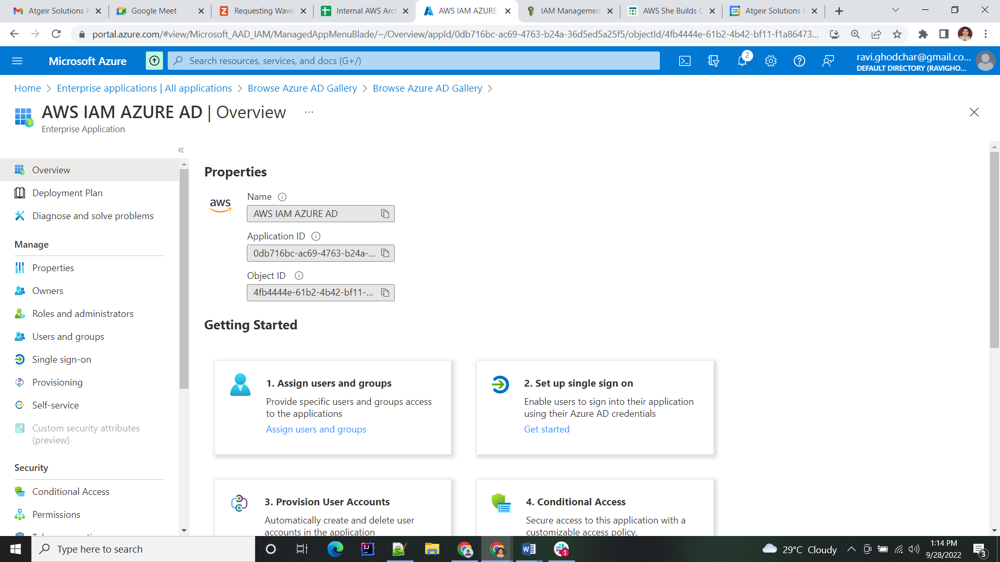 Atgeir Solutions P
Google Meet
Requesting Wave
Internal AWS Arch
AWS IAM AZURE
IAM Management
AWS She Builds C
Atgeir Solutions P
portal.azure.com/#view/Microsoft_AAD_IAM/ManagedAppMenuBlade/~/Overview/appId/0db716bc-ac69-4763-b24a-36d5ed5a25f5/objectId/4fb4444e-61b2-4b42-bf11-f1a86473...
Microsoft Azure
Search resources, services, and docs (G+/)
2
ravi.ghodchar@gmail.co...
DEFAULT DIRECTORY (RAVIGHO...
Home > Enterprise applications | All applications > Browse Azure AD Gallery > Browse Azure AD Gallery >
AWS IAM AZURE AD | Overview ...
Enterprise Application
Overview
Deployment Plan
Diagnose and solve problems
Manage
Properties
Owners
Roles and administrators
Users and groups
Single sign-on
Provisioning
Self-service
Custom security attributes
(preview)
Security
Conditional Access
Permissions
Properties
aws
Name
AWS IAM AZURE AD
Application ID
0db716bc-ac69-4763-b24a-...
Object ID
4fb4444e-61b2-4b42-bf11-...
Getting Started
1. Assign users and groups
Provide specific users and groups access
to the applications
Assign users and groups
2. Set up single sign on
Enable users to sign into their application
using their Azure AD credentials
Get started
3. Provision User Accounts
Automatically create and delete user
accounts in the application
4. Conditional Access
Secure access to this application with a
customizable access policy.
Type here to search
29°C Cloudy
1:14 PM
9/28/2022
3